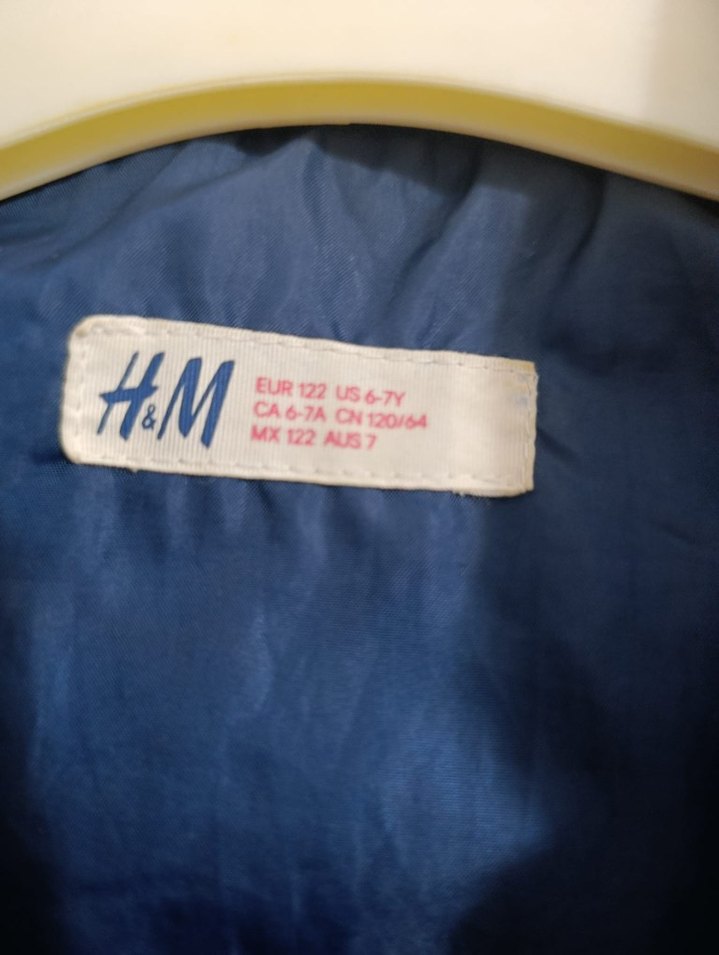 H&M
EUR 122 US 6-7Y
CA 6-7A CN 120/64
MX 122 AUS 7